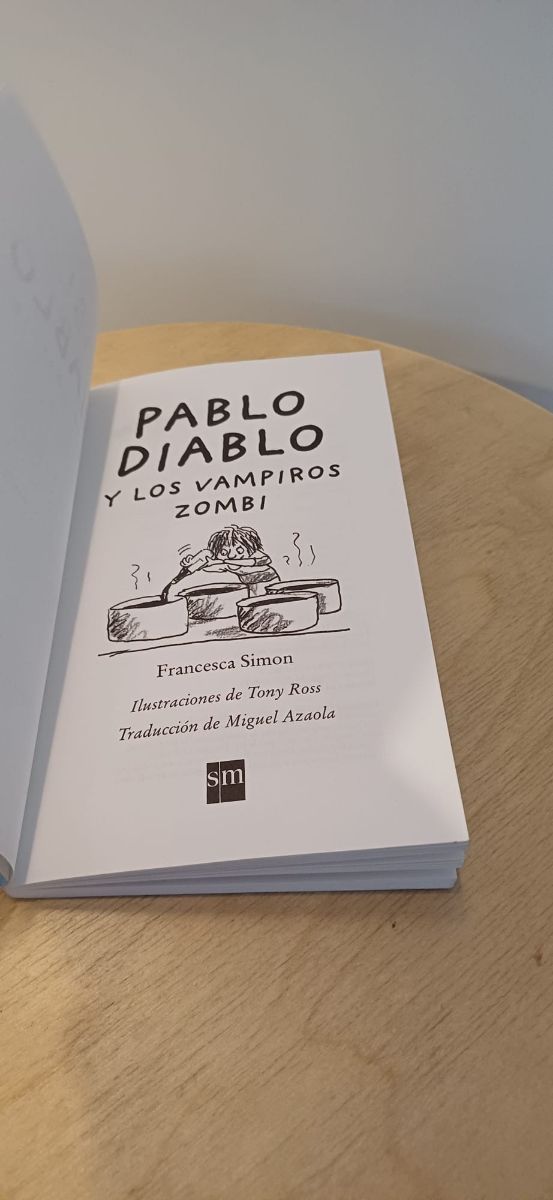 PABLO
DIABLO
Y LOS VAMPIROS
ZOMBI
Francesca Simon
Ilustraciones de Tony Ross
Traducción de Miguel Azaola
sm